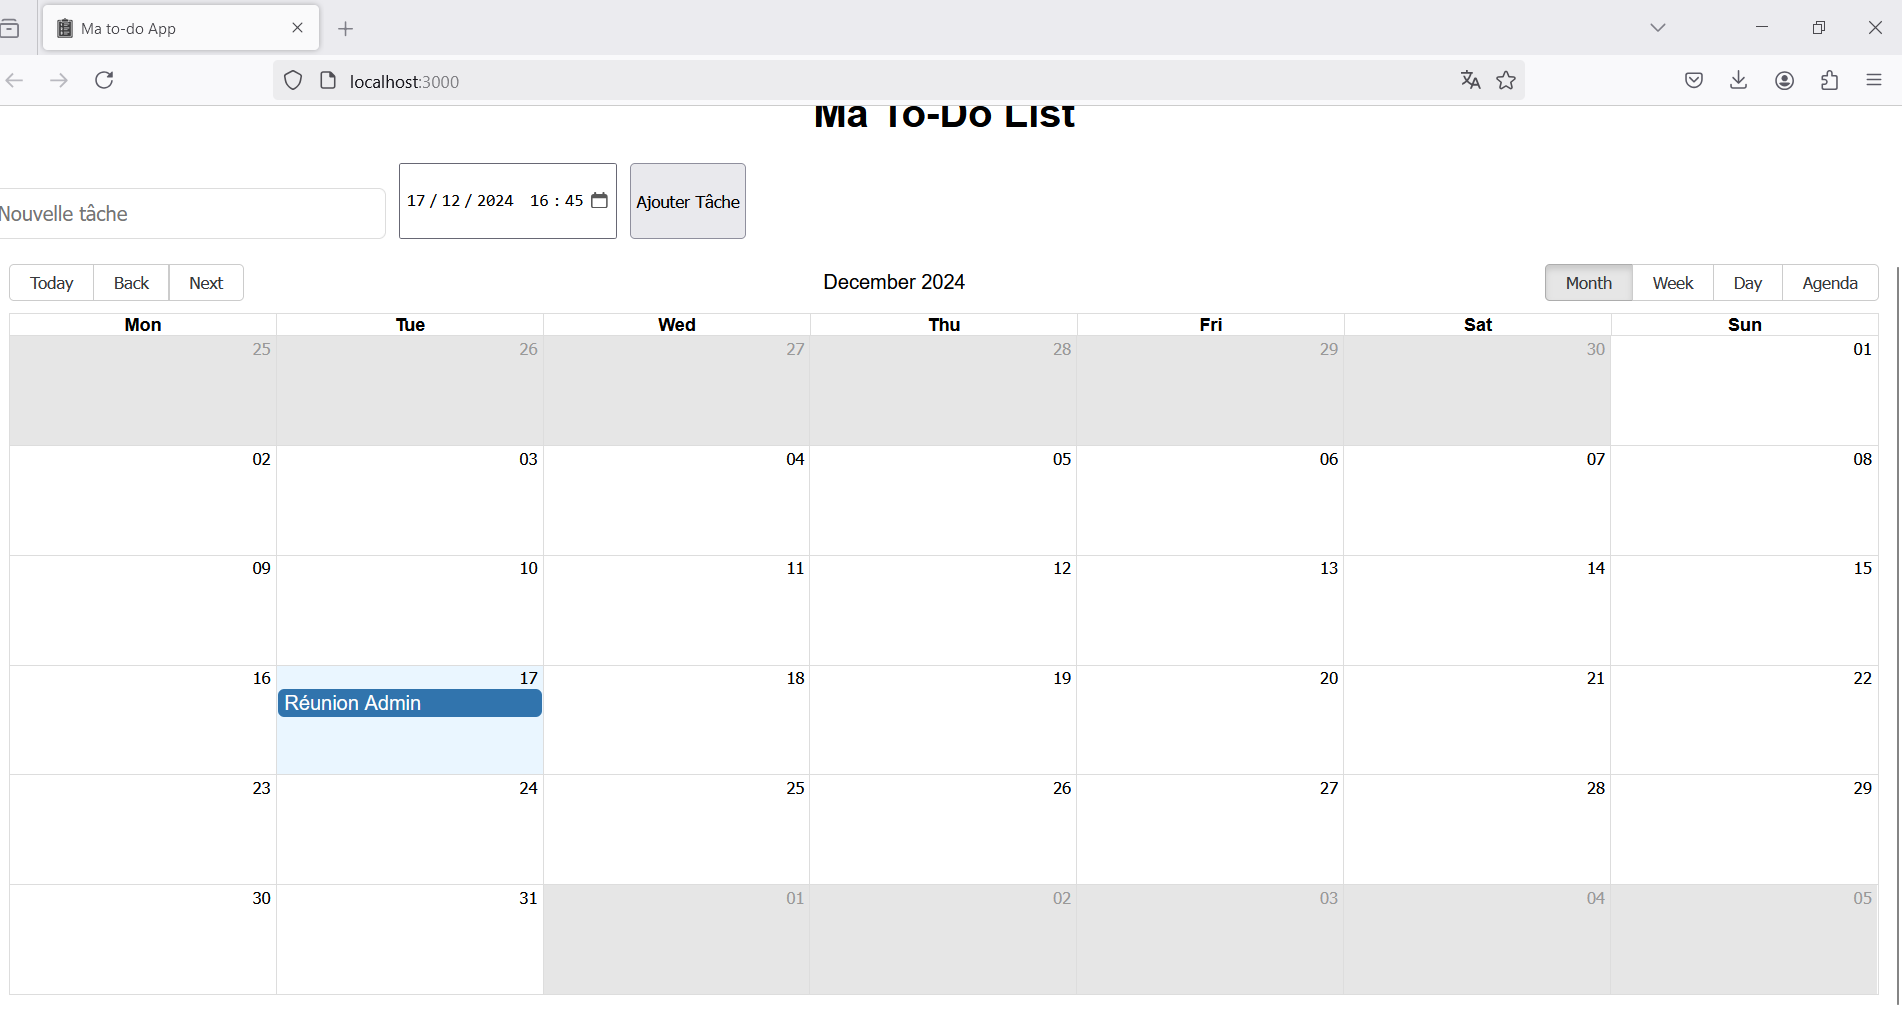 Ma to-do App
localhost:3000
Ma To-Do List
Nouvelle tâche
17/12/2024 16:45
Ajouter Tâche
Today Back Next
December 2024
Month Week Day Agenda
Mon Tue Wed Thu Fri Sat Sun
25 26 27 28 29 30 01
02 03 04 05 06 07 08
09 10 11 12 13 14 15
16 17 18 19 20 21 22
Réunion Admin
23 24 25 26 27 28 29
30 31 01 02 03 04 05